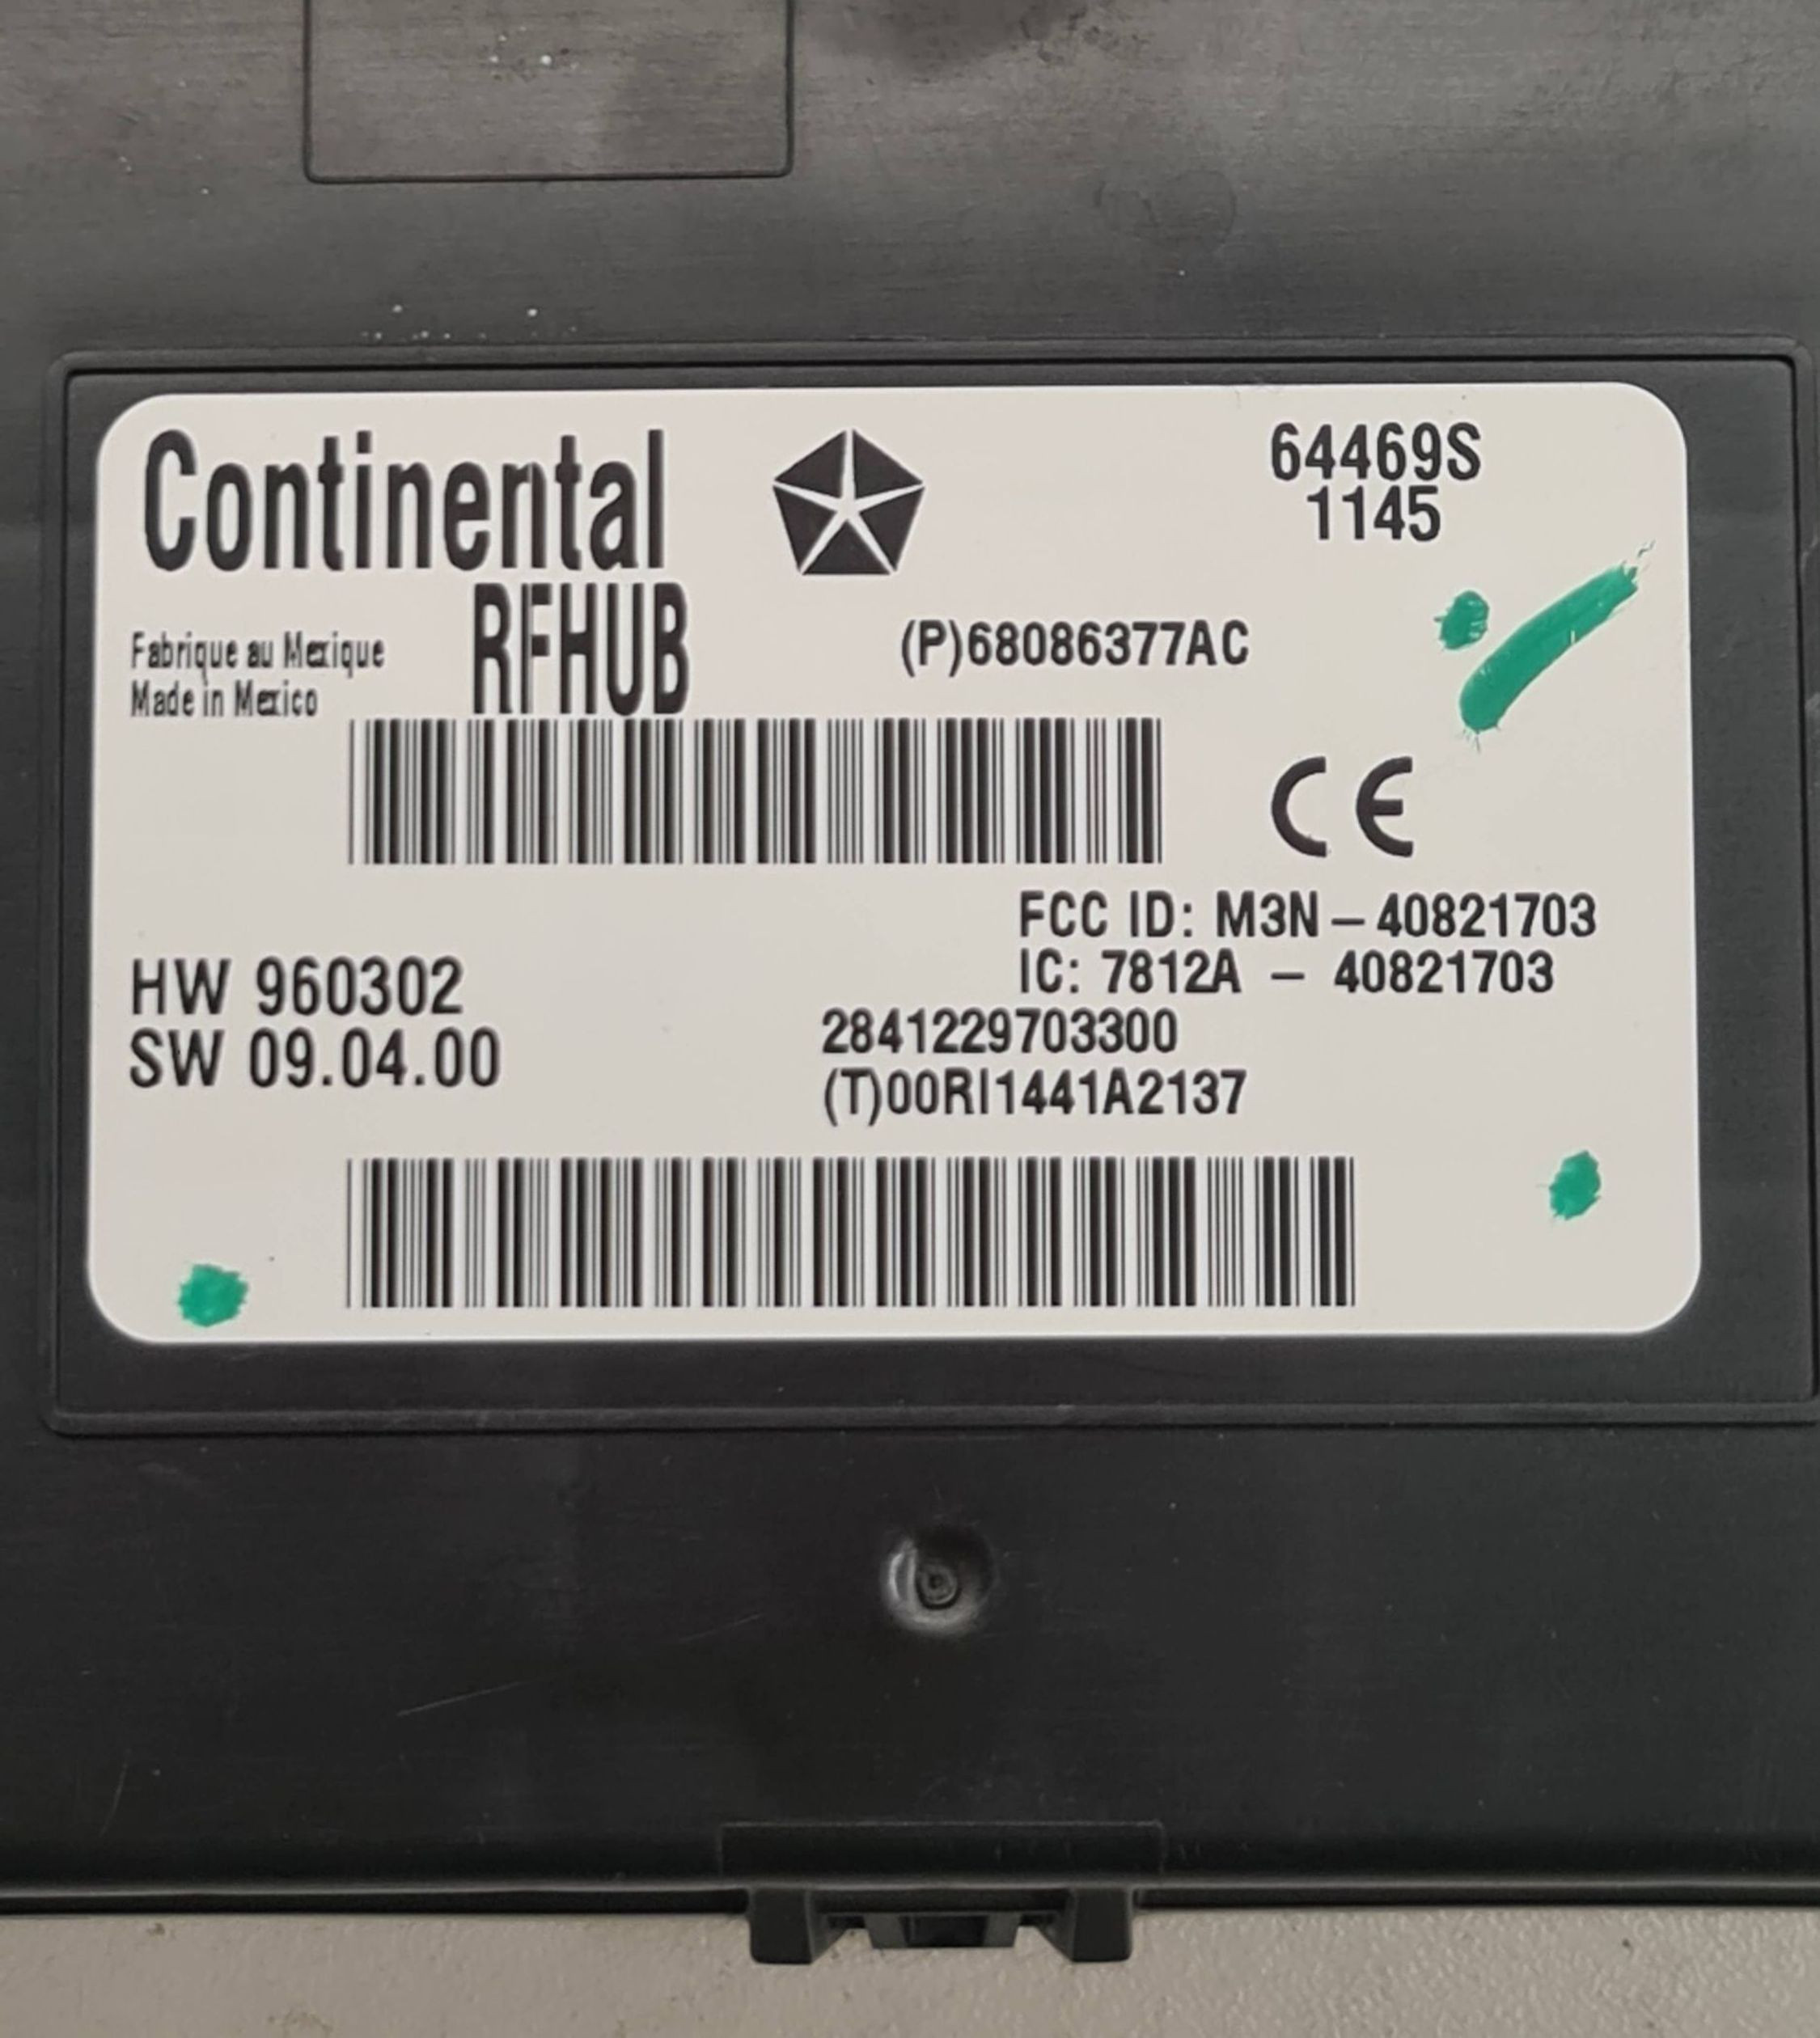 Continental
64469S
1145
RFHUB
(P)68086377AC
Fabrique au Mexique
Made in Mexico
CE
FCC ID: M3N-40821703
IC: 7812A - 40821703
HW 960302
SW 09.04.00
2841229703300
(T)00RI1441A2137